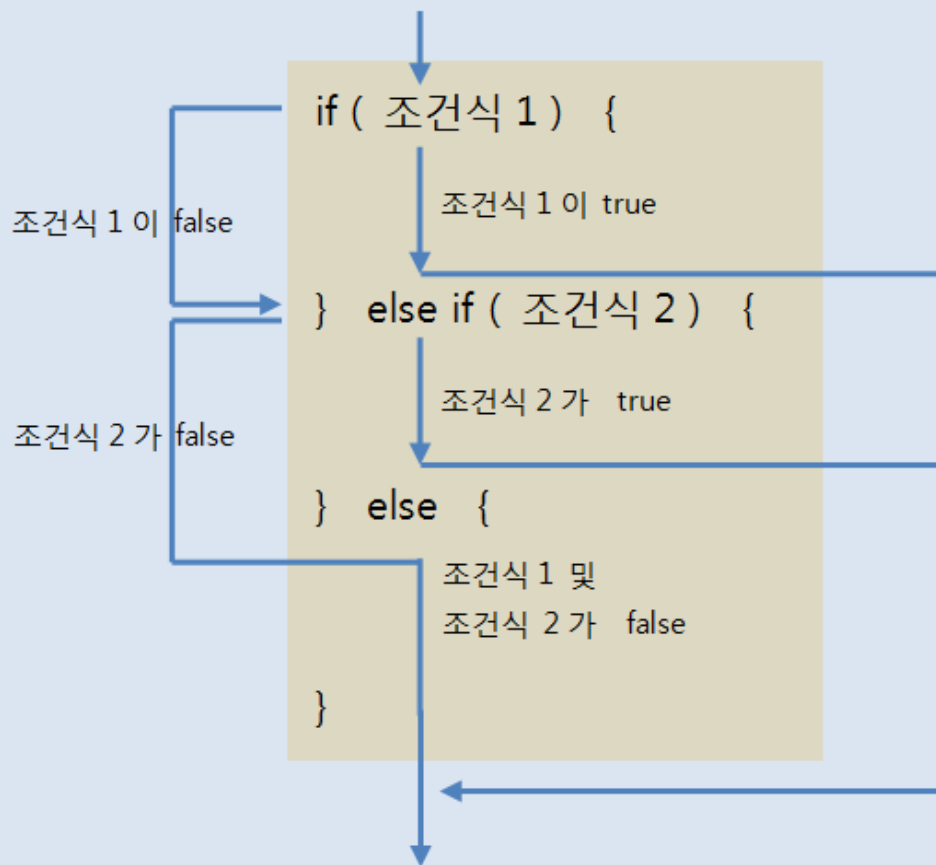 if ( 조건식 1 ) {
조건식 1 이 true
조건식 1 이 false
} else if ( 조건식 2 ) {
조건식 2 가 true
조건식 2 가 false
} else {
조건식 1 및
조건식 2 가 false
}